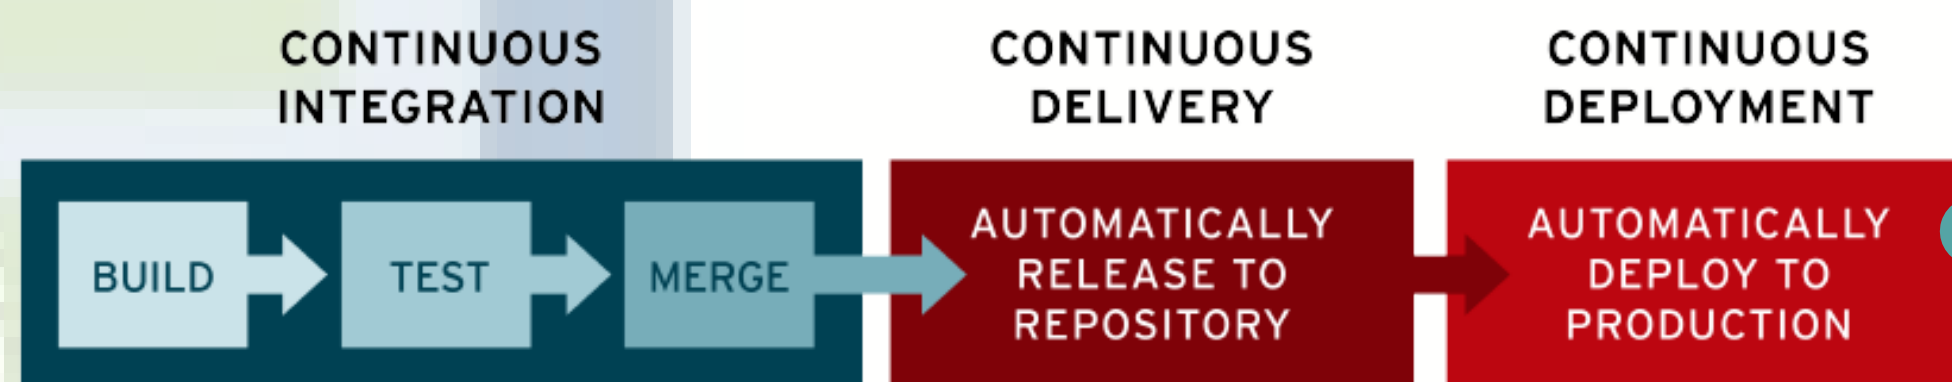 CONTINUOUS
INTEGRATION
BUILD
TEST
MERGE
CONTINUOUS
DELIVERY
AUTOMATICALLY
RELEASE TO
REPOSITORY
CONTINUOUS
DEPLOYMENT
AUTOMATICALLY
DEPLOY TO
PRODUCTION